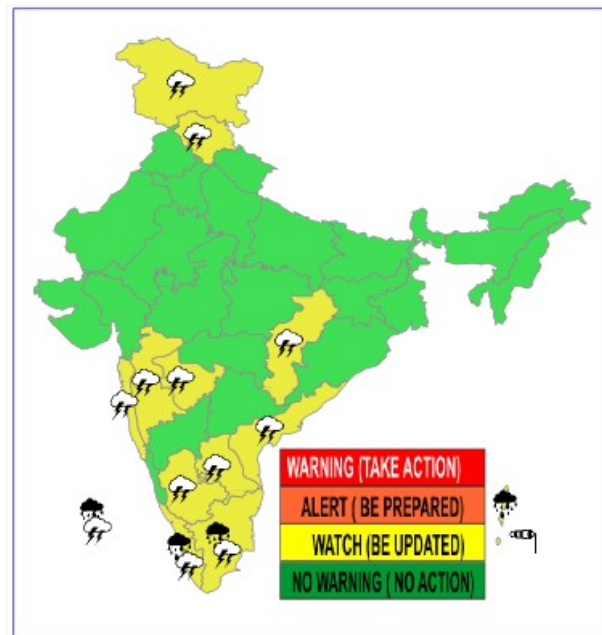 WARNING (TAKE ACTION)
ALERT ( BE PREPARED)
WATCH (BE UPDATED)
NO WARNING ( NO ACTION)